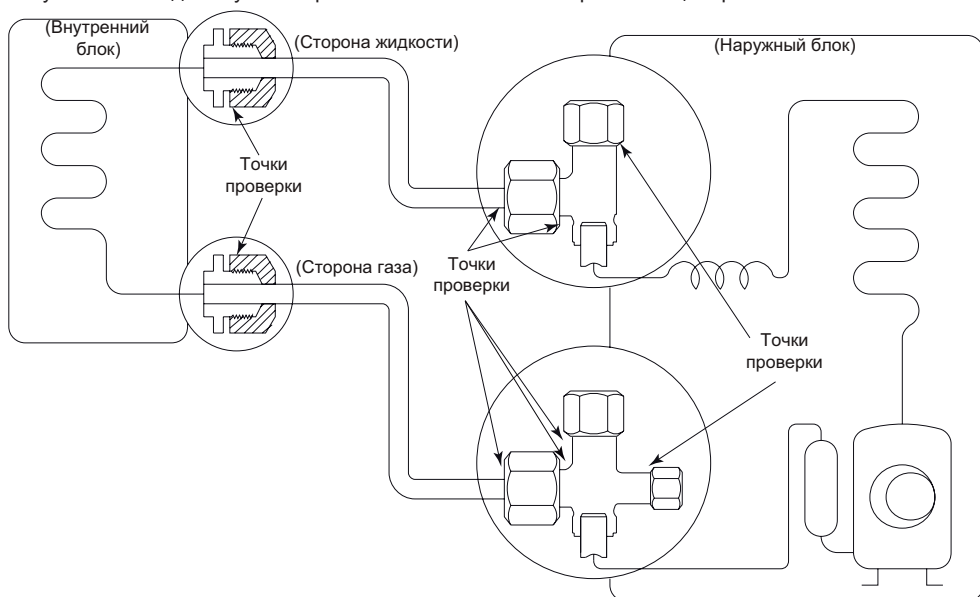 (Внутренний
блок)
(Сторона жидкости)
(Наружный блок)
Точки
проверки
(Сторона газа)
Точки
проверки
Точки
проверки